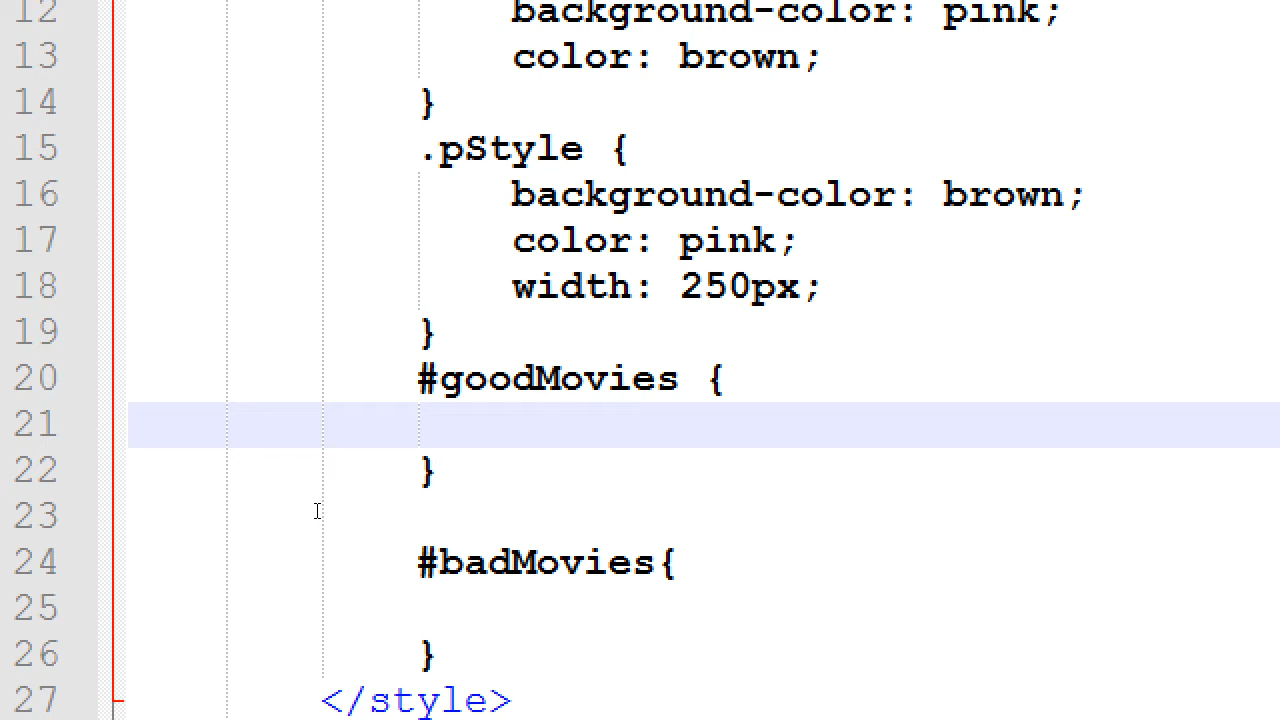 12 background-color: pink;
13 color: brown;
14 }
15 .pStyle {
16 background-color: brown;
17 color: pink;
18 width: 250px;
19 }
20 #goodMovies {
21
22 }
23
24 #badMovies{
25
26 }
27 </style>